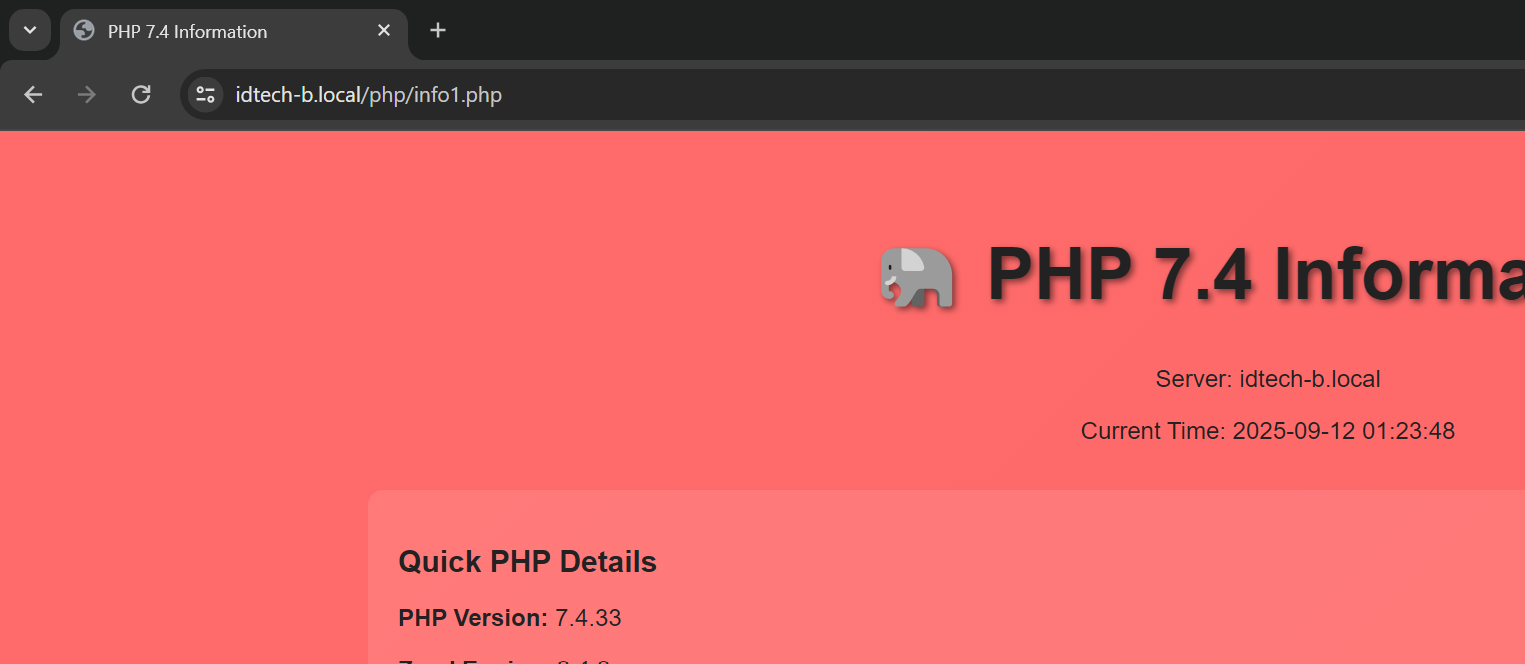 PHP 7.4 Information
idtech-b.local/php/info1.php
PHP 7.4 Informa
Server: idtech-b.local
Current Time: 2025-09-12 01:23:48
Quick PHP Details
PHP Version: 7.4.33